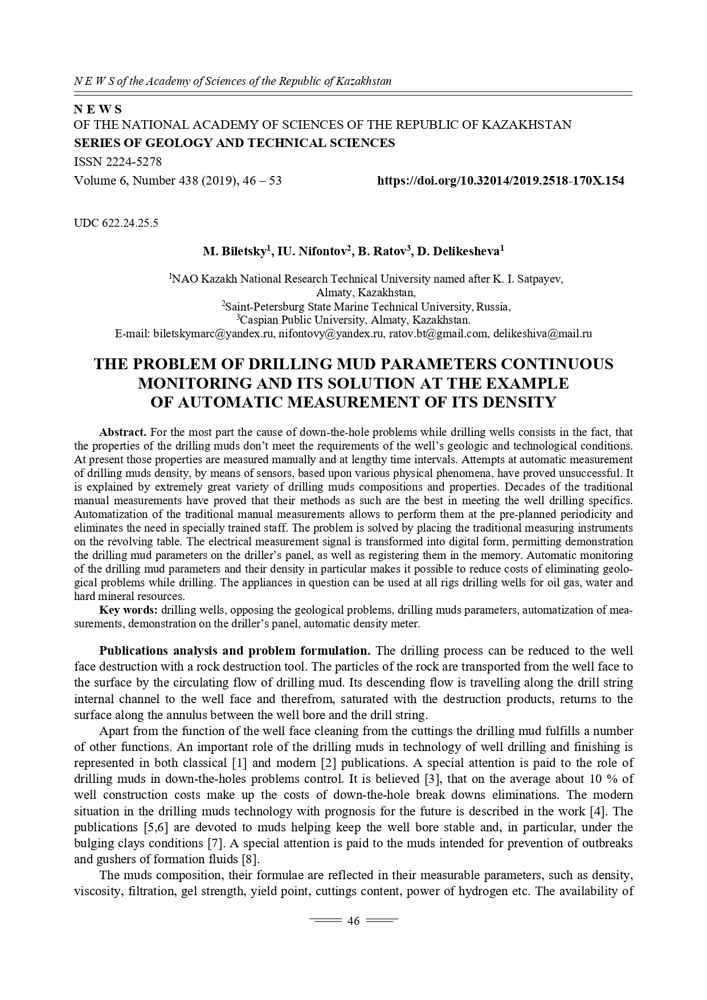 N E W S of the Academy of Sciences of the Republic of Kazakhstan
N E W S
OF THE NATIONAL ACADEMY OF SCIENCES OF THE REPUBLIC OF KAZAKHSTAN
SERIES OF GEOLOGY AND TECHNICAL SCIENCES
ISSN 2224-5278
Volume 6, Number 438 (2019), 46 – 53 https://doi.org/10.32014/2019.2518-170X.154
UDC 622.24.25.5
M. Biletsky¹, IU. Nifontov², B. Ratov³, D. Delikesheva¹
¹NAO Kazakh National Research Technical University named after K. I. Satpayev,
Almaty, Kazakhstan,
²Saint-Petersburg State Marine Technical University, Russia,
³Caspian Public University, Almaty, Kazakhstan.
E-mail: biletskymarc@yandex.ru, nifontovy@yandex.ru, ratov.bt@gmail.com, delikeshiva@mail.ru
THE PROBLEM OF DRILLING MUD PARAMETERS CONTINUOUS
MONITORING AND ITS SOLUTION AT THE EXAMPLE
OF AUTOMATIC MEASUREMENT OF ITS DENSITY
Abstract. For the most part the cause of down-the-hole problems while drilling wells consists in the fact, that
the properties of the drilling muds don’t meet the requirements of the well’s geologic and technological conditions.
At present those properties are measured manually and at lengthy time intervals. Attempts at automatic measurement
of drilling muds density, by means of sensors, based upon various physical phenomena, have proved unsuccessful. It
is explained by extremely great variety of drilling muds compositions and properties. Decades of the traditional
manual measurements have proved that their methods as such are the best in meeting the well drilling specifics.
Automatization of the traditional manual measurements allows to perform them at the pre-planned periodicity and
eliminates the need in specially trained staff. The problem is solved by placing the traditional measuring instruments
on the revolving table. The electrical measurement signal is transformed into digital form, permitting demonstration
the drilling mud parameters on the driller’s panel, as well as registering them in the memory. Automatic monitoring
of the drilling mud parameters and their density in particular makes it possible to reduce costs of eliminating geolo-
gical problems while drilling. The appliances in question can be used at all rigs drilling wells for oil gas, water and
hard mineral resources.
Key words: drilling wells, opposing the geological problems, drilling muds parameters, automatization of mea-
surements, demonstration on the driller’s panel, automatic density meter.
Publications analysis and problem formulation. The drilling process can be reduced to the well
face destruction with a rock destruction tool. The particles of the rock are transported from the well face to
the surface by the circulating flow of drilling mud. Its descending flow is travelling along the drill string
internal channel to the well face and therefrom, saturated with the destruction products, returns to the
surface along the annulus between the well bore and the drill string.
Apart from the function of the well face cleaning from the cuttings the drilling mud fulfills a number
of other functions. An important role of the drilling muds in technology of well drilling and finishing is
represented in both classical [1] and modern [2] publications. A special attention is paid to the role of
drilling muds in down-the-holes problems control. It is believed [3], that on the average about 10 % of
well construction costs make up the costs of down-the-hole break downs eliminations. The modern
situation in the drilling muds technology with prognosis for the future is described in the work [4]. The
publications [5,6] are devoted to muds helping keep the well bore stable and, in particular, under the
bulging clays conditions [7]. A special attention is paid to the muds intended for prevention of outbreaks
and gushers of formation fluids [8].
The muds composition, their formulae are reflected in their measurable parameters, such as density,
viscosity, filtration, gel strength, yield point, cuttings content, power of hydrogen etc. The availability of
46